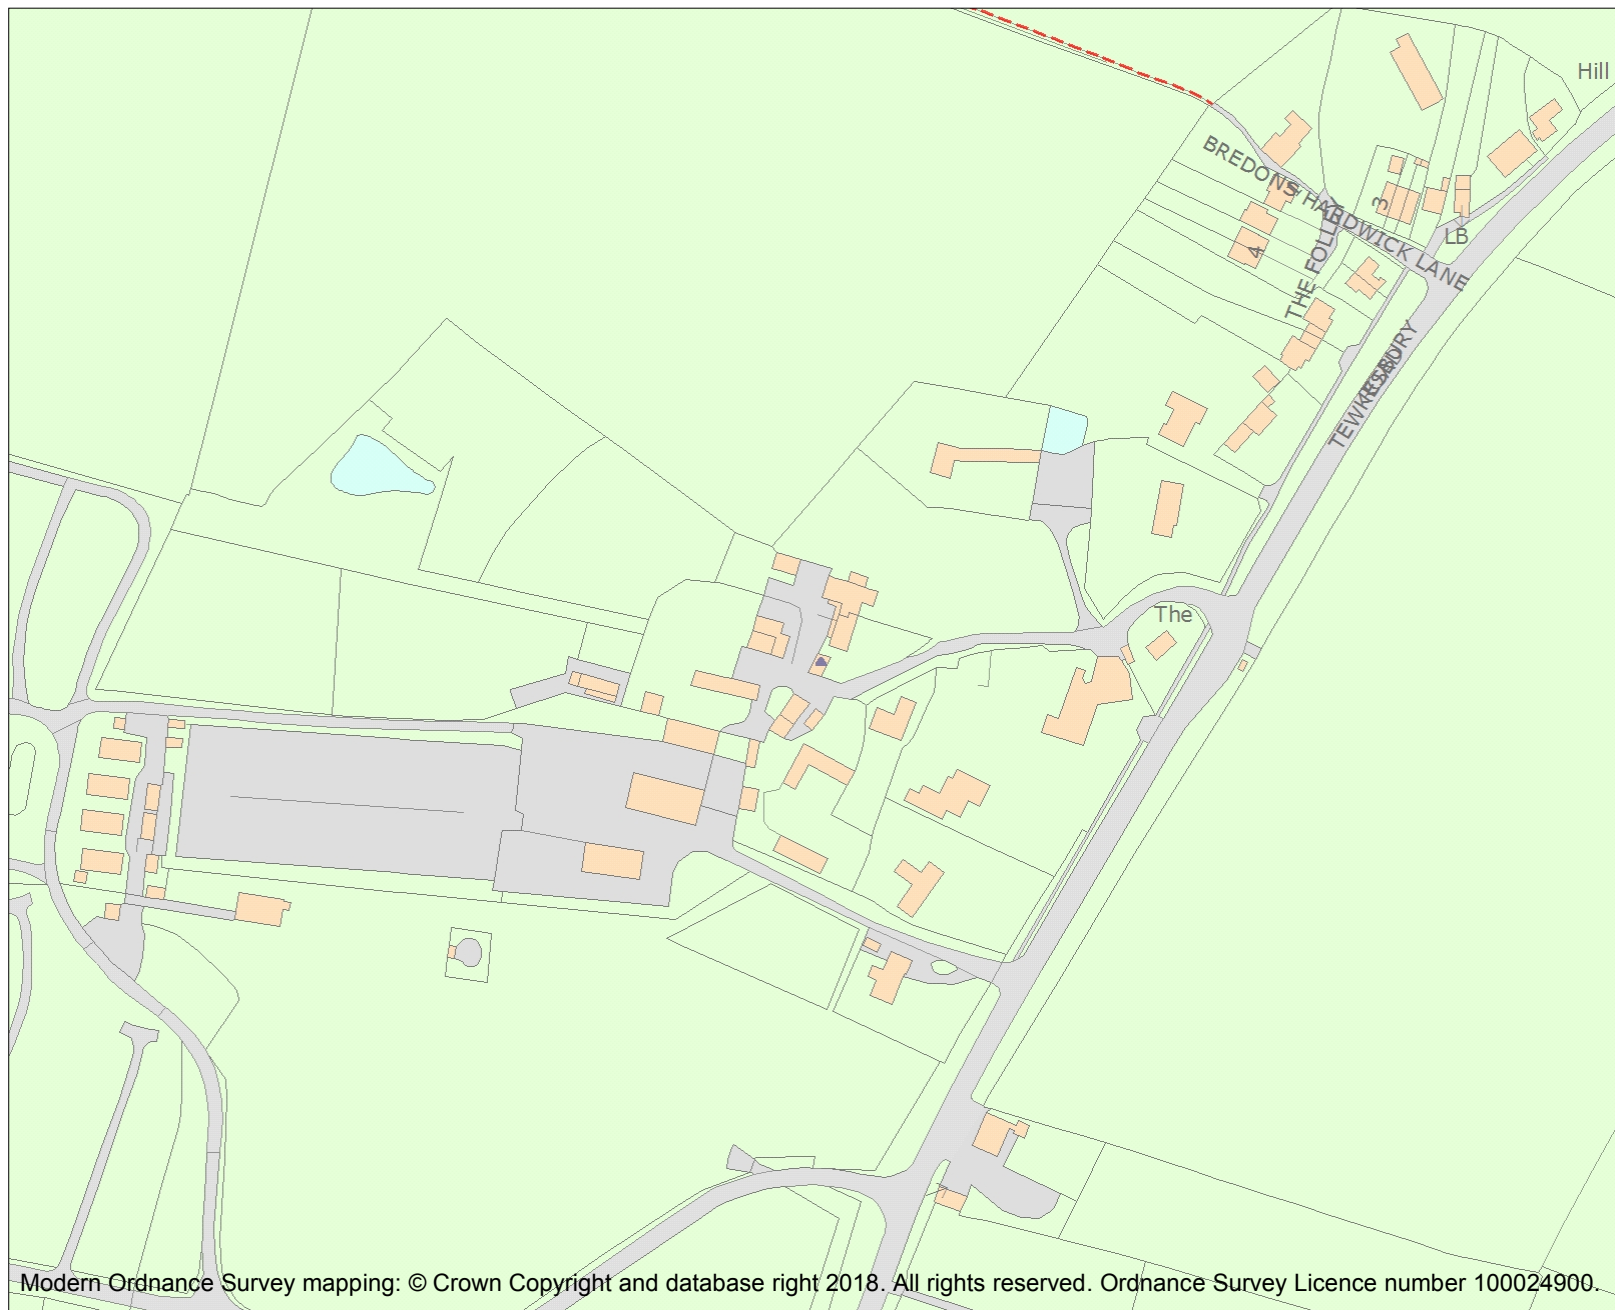 Hill
BREDONS HARDWICK LANE
3
LB
4
THE FOLLEY
TEWKESBURY
The
Modern Ordnance Survey mapping: © Crown Copyright and database right 2018. All rights reserved. Ordnance Survey Licence number 100024900.